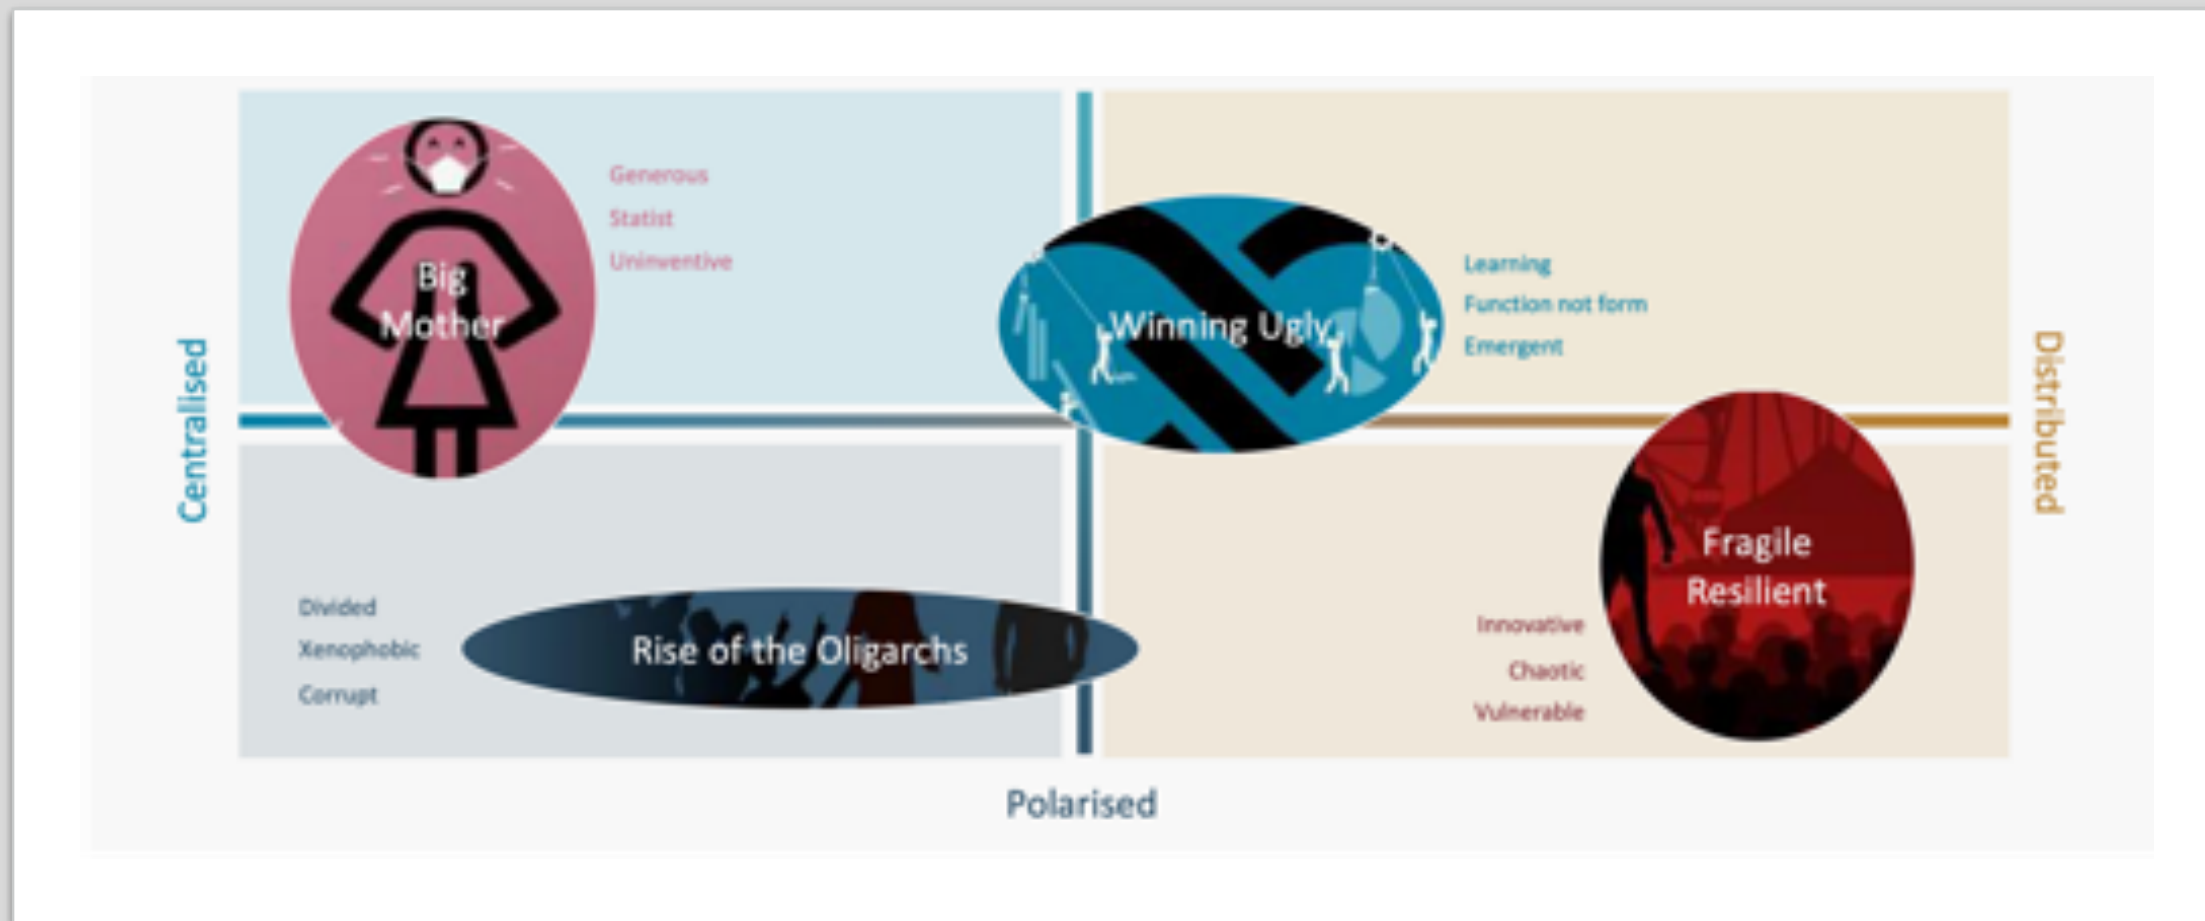 Generous
Statist
Uninventive
Big
Mother
Winning Ugly
Learning
Function not form
Emergent
Centralised
Distributed
Divided
Xenophobic
Corrupt
Rise of the Oligarchs
Fragile
Resilient
Innovative
Chaotic
Vulnerable
Polarised